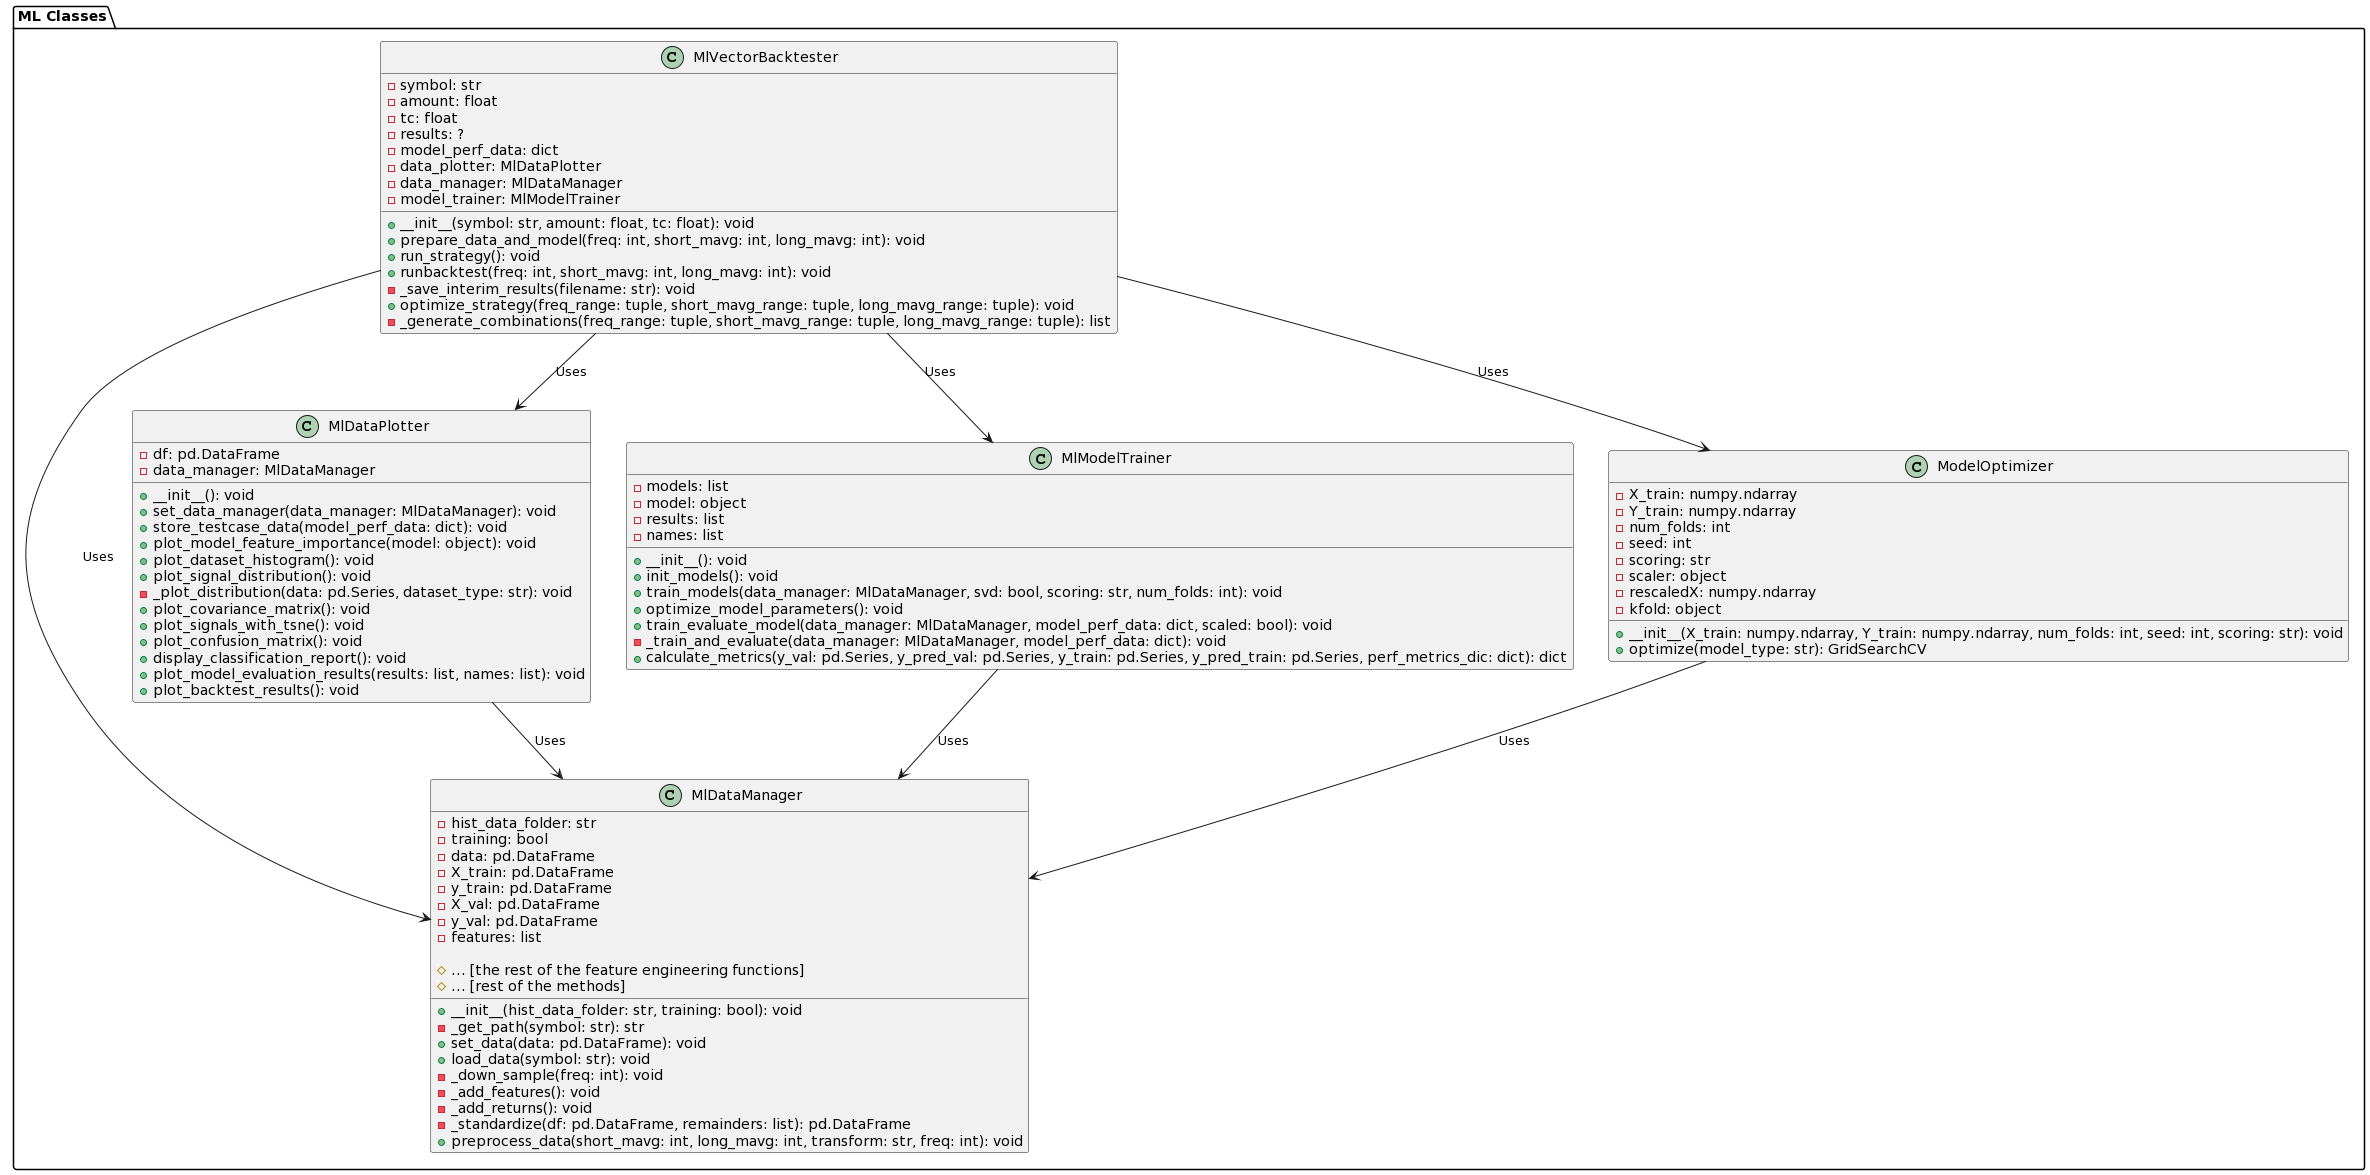 ML Classes
C MlVectorBacktester
symbol: str
amount: float
tc: float
results: ?
model_perf_data: dict
data_plotter: MlDataPlotter
data_manager: MlDataManager
model_trainer: MlModelTrainer
__init__(symbol: str, amount: float, tc: float): void
prepare_data_and_model(freq: int, short_mavg: int, long_mavg: int): void
run_strategy(): void
runbacktest(freq: int, short_mavg: int, long_mavg: int): void
_save_interim_results(filename: str): void
optimize_strategy(freq_range: tuple, short_mavg_range: tuple, long_mavg_range: tuple): void
_generate_combinations(freq_range: tuple, short_mavg_range: tuple, long_mavg_range: tuple): list
Uses
Uses
Uses
Uses
C MlDataPlotter
df: pd.DataFrame
data_manager: MlDataManager
__init__(): void
set_data_manager(data_manager: MlDataManager): void
store_testcase_data(model_perf_data: dict): void
plot_model_feature_importance(model: object): void
plot_dataset_histogram(): void
plot_signal_distribution(): void
_plot_distribution(data: pd.Series, dataset_type: str): void
plot_covariance_matrix(): void
plot_signals_with_tsne(): void
plot_confusion_matrix(): void
display_classification_report(): void
plot_model_evaluation_results(results: list, names: list): void
plot_backtest_results(): void
C MlModelTrainer
models: list
model: object
results: list
names: list
__init__(): void
init_models(): void
train_models(data_manager: MlDataManager, svd: bool, scoring: str, num_folds: int): void
optimize_model_parameters(): void
train_evaluate_model(data_manager: MlDataManager, model_perf_data: dict, scaled: bool): void
_train_and_evaluate(data_manager: MlDataManager, model_perf_data: dict): void
calculate_metrics(y_val: pd.Series, y_pred_val: pd.Series, y_train: pd.Series, y_pred_train: pd.Series, perf_metrics_dic: dict): dict
C ModelOptimizer
X_train: numpy.ndarray
Y_train: numpy.ndarray
num_folds: int
seed: int
scoring: str
scaler: object
rescaledX: numpy.ndarray
kfold: object
__init__(X_train: numpy.ndarray, Y_train: numpy.ndarray, num_folds: int, seed: int, scoring: str): void
optimize(model_type: str): GridSearchCV
Uses
Uses
Uses
C MlDataManager
hist_data_folder: str
training: bool
data: pd.DataFrame
X_train: pd.DataFrame
y_train: pd.DataFrame
X_val: pd.DataFrame
y_val: pd.DataFrame
features: list
... [the rest of the feature engineering functions]
... [rest of the methods]
__init__(hist_data_folder: str, training: bool): void
_get_path(symbol: str): str
set_data(data: pd.DataFrame): void
load_data(symbol: str): void
_down_sample(freq: int): void
_add_features(): void
_add_returns(): void
_standardize(df: pd.DataFrame, remainders: list): pd.DataFrame
preprocess_data(short_mavg: int, long_mavg: int, transform: str, freq: int): void